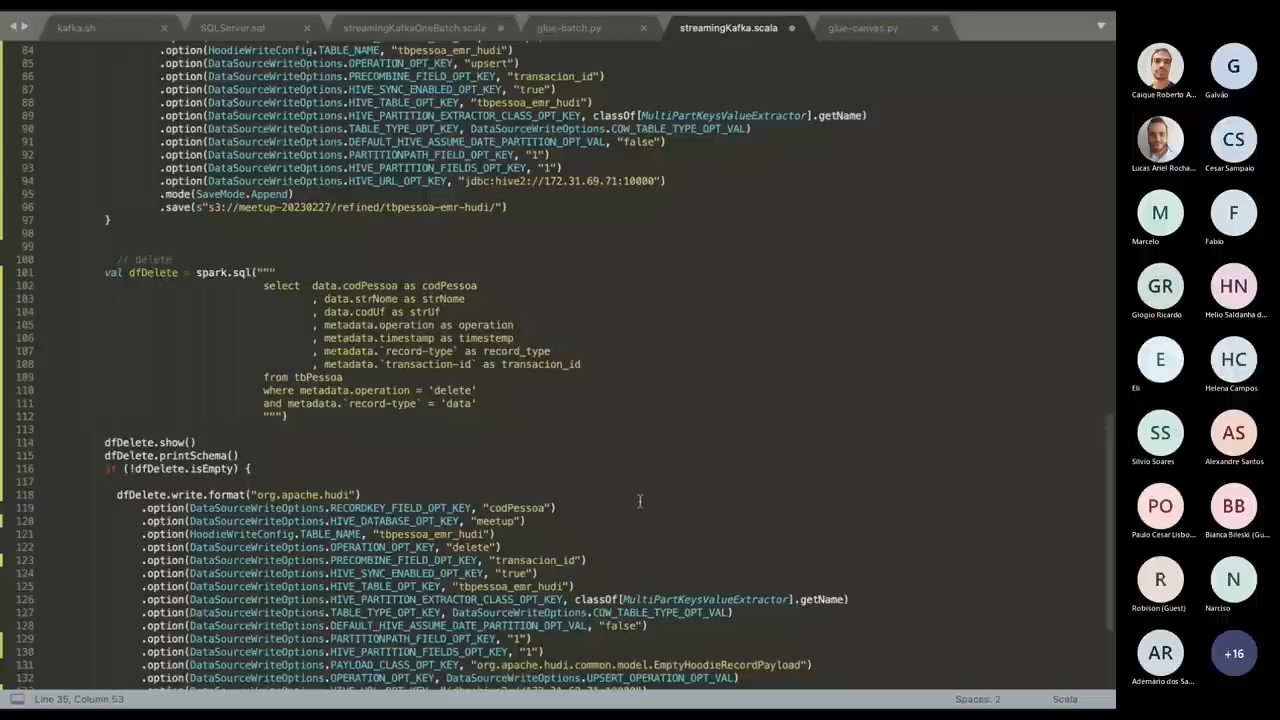 kafka.sh
SQLServer.sql
streamingKafkaOneBatch.scala
glue-batch.py
streamingKafka.scala
glue-canvas.py
84 .option(HoodieWriteConfig.TABLE_NAME, "tbpessoa_emr_hudi")
85 .option(DataSourceWriteOptions.OPERATION_OPT_KEY, "upsert")
86 .option(DataSourceWriteOptions.PRECOMBINE_FIELD_OPT_KEY, "transacion_id")
87 .option(DataSourceWriteOptions.HIVE_SYNC_ENABLED_OPT_KEY, "true")
88 .option(DataSourceWriteOptions.HIVE_TABLE_OPT_KEY, "tbpessoa_emr_hudi")
89 .option(DataSourceWriteOptions.HIVE_PARTITION_EXTRACTOR_CLASS_OPT_KEY, classOf[MultiPartKeysValueExtractor].getName)
90 .option(DataSourceWriteOptions.TABLE_TYPE_OPT_KEY, DataSourceWriteOptions.COW_TABLE_TYPE_OPT_VAL)
91 .option(DataSourceWriteOptions.DEFAULT_HIVE_ASSUME_DATE_PARTITION_OPT_VAL, "false")
92 .option(DataSourceWriteOptions.PARTITIONPATH_FIELD_OPT_KEY, "1")
93 .option(DataSourceWriteOptions.HIVE_PARTITION_FIELDS_OPT_KEY, "1")
94 .option(DataSourceWriteOptions.HIVE_URL_OPT_KEY, "jdbc:hive2://172.31.69.71:10000")
95 .mode(SaveMode.Append)
96 .save(s"s3://meetup-20230227/refined/tbpessoa-emr-hudi/")
97 }
98
99
100 // delete
101 val dfDelete = spark.sql("""
102 select data.codPessoa as codPessoa
103 , data.strNome as strNome
104 , data.codUf as strUf
105 , metadata.operation as operation
106 , metadata.timestamp as timestemp
107 , metadata.`record-type` as record_type
108 , metadata.`transaction-id` as transacion_id
109 from tbPessoa
110 where metadata.operation = 'delete'
111 and metadata.`record-type` = 'data'
112 """)
113
114 dfDelete.show()
115 dfDelete.printSchema()
116 if (!dfDelete.isEmpty) {
117
118 dfDelete.write.format("org.apache.hudi")
119 .option(DataSourceWriteOptions.RECORDKEY_FIELD_OPT_KEY, "codPessoa")
120 .option(DataSourceWriteOptions.HIVE_DATABASE_OPT_KEY, "meetup")
121 .option(HoodieWriteConfig.TABLE_NAME, "tbpessoa_emr_hudi")
122 .option(DataSourceWriteOptions.OPERATION_OPT_KEY, "delete")
123 .option(DataSourceWriteOptions.PRECOMBINE_FIELD_OPT_KEY, "transacion_id")
124 .option(DataSourceWriteOptions.HIVE_SYNC_ENABLED_OPT_KEY, "true")
125 .option(DataSourceWriteOptions.HIVE_TABLE_OPT_KEY, "tbpessoa_emr_hudi")
126 .option(DataSourceWriteOptions.HIVE_PARTITION_EXTRACTOR_CLASS_OPT_KEY, classOf[MultiPartKeysValueExtractor].getName)
127 .option(DataSourceWriteOptions.TABLE_TYPE_OPT_KEY, DataSourceWriteOptions.COW_TABLE_TYPE_OPT_VAL)
128 .option(DataSourceWriteOptions.DEFAULT_HIVE_ASSUME_DATE_PARTITION_OPT_VAL, "false")
129 .option(DataSourceWriteOptions.PARTITIONPATH_FIELD_OPT_KEY, "1")
130 .option(DataSourceWriteOptions.HIVE_PARTITION_FIELDS_OPT_KEY, "1")
131 .option(DataSourceWriteOptions.PAYLOAD_CLASS_OPT_KEY, "org.apache.hudi.common.model.EmptyHoodieRecordPayload")
132 .option(DataSourceWriteOptions.OPERATION_OPT_KEY, DataSourceWriteOptions.UPSERT_OPERATION_OPT_VAL)
Line 35, Column 53
Spaces: 2
Scala
Caique Roberto A...
G
Galvão
Lucas Ariel Rocha...
CS
Cesar Sampaio
M
Marcelo
F
Fabio
GR
Giogio Ricardo
HN
Helio Saldanha d...
E
Eli
HC
Helena Campos
SS
Silvio Soares
AS
Alexandre Santos
PO
Paulo Cesar Lisbo...
BB
Bianca Bileski (Gu...
R
Robison (Guest)
N
Narciso
AR
Ademário dos Sa...
+16